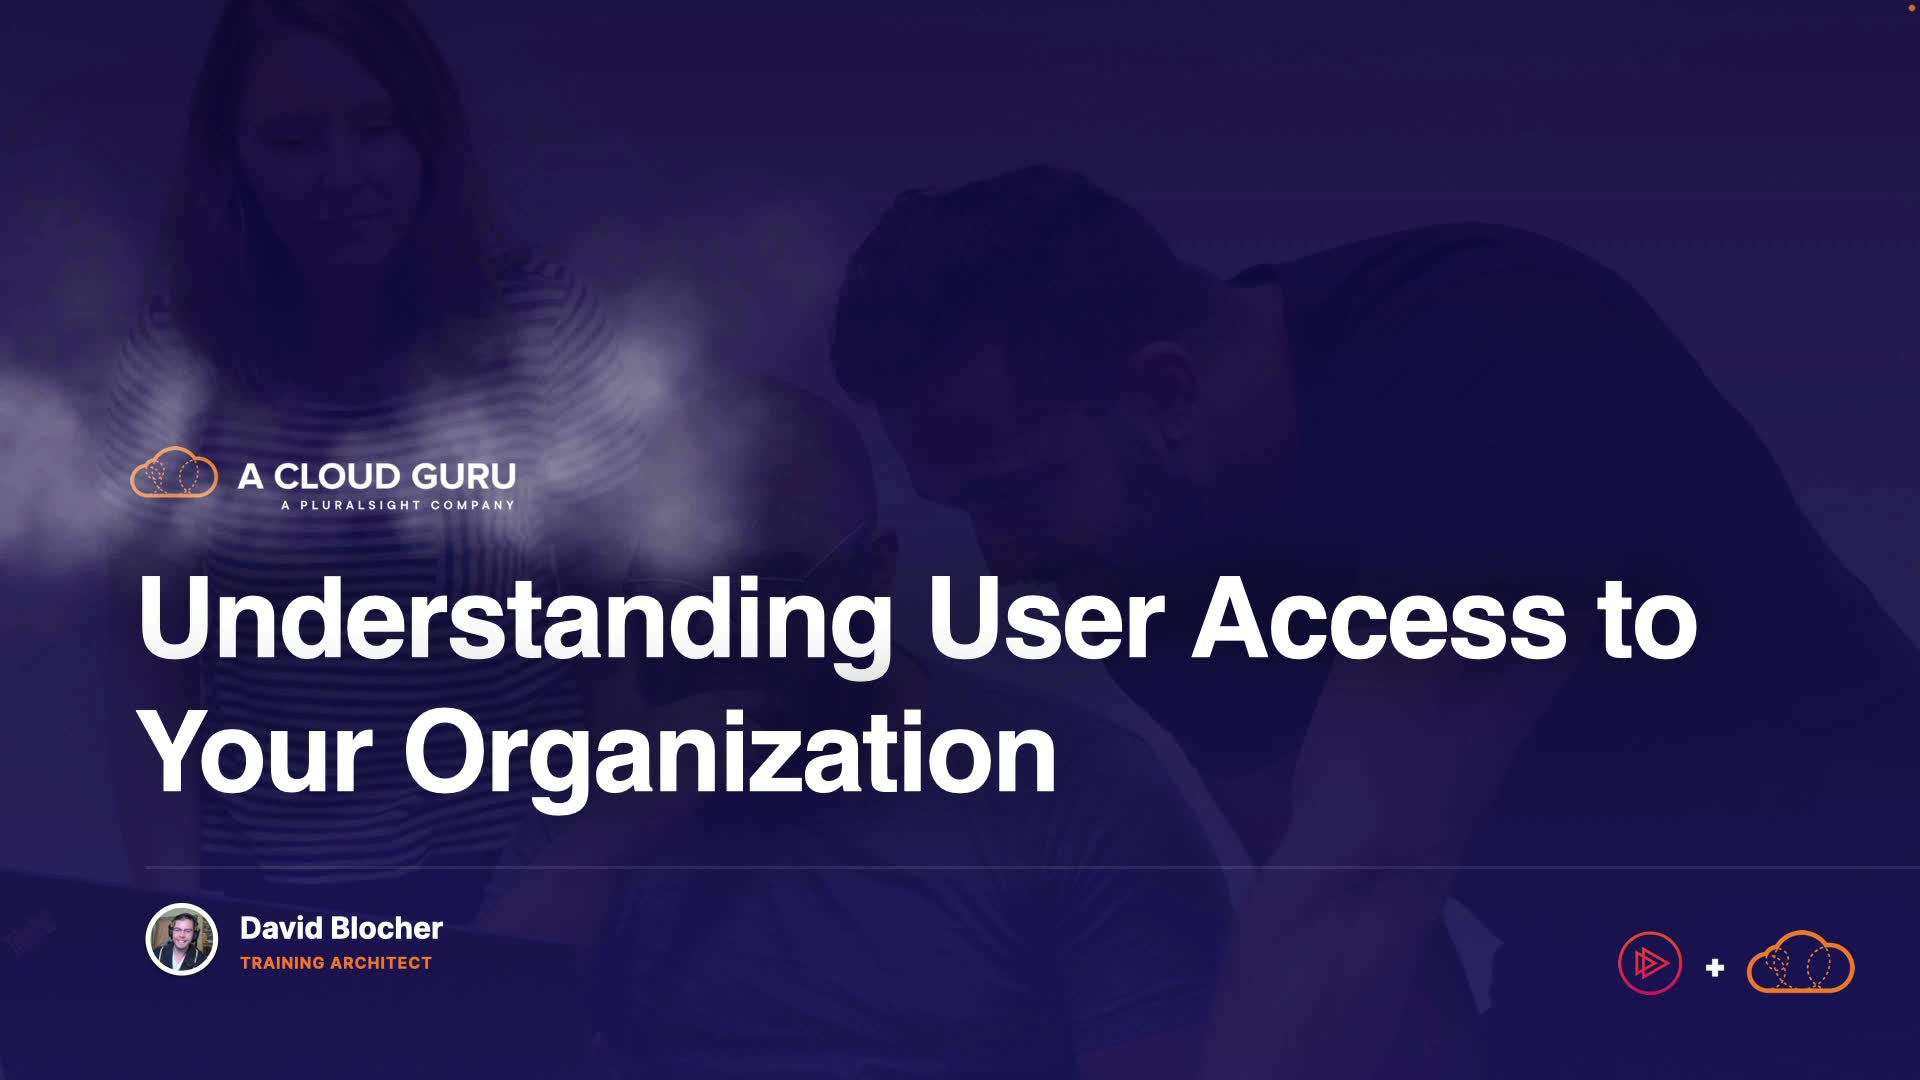 A CLOUD GURU
A PLURALSIGHT COMPANY
Understanding User Access to
Your Organization
David Blocher
TRAINING ARCHITECT
+